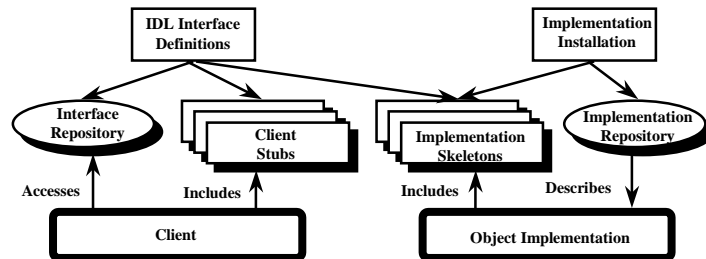 IDL Interface
Definitions
Implementation
Installation
Interface
Repository
Client
Stubs
Implementation
Skeletons
Implementation
Repository
Accesses
Includes
Includes
Describes
Client
Object Implementation